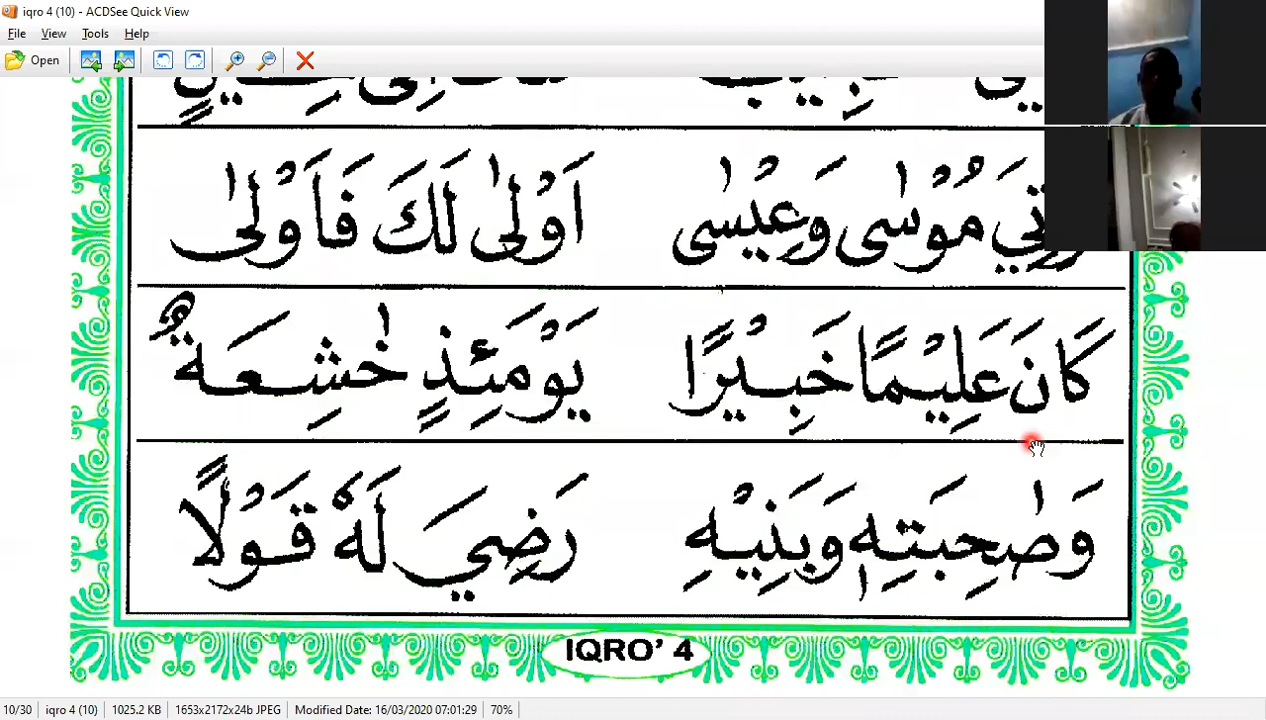 iqro 4 (10) - ACDSee Quick View
File View Tools Help
Open
مُوْسٰى وَعِيْسٰى اَوْلٰى لَكَ فَاَوْلٰى
كَانَ عَلِيْمًا خَبِيْرًا يَوْمَئِذٍ خٰشِعَةٌ
وَصٰحِبَتِهٖ وَبَنِيْهِ رَضِيَ لَهٗ قَوْلًا
IQRO’ 4
10/30 iqro 4 (10) 1025.2 KB 1653x2172x24b JPEG Modified Date: 16/03/2020 07:01:29 70%